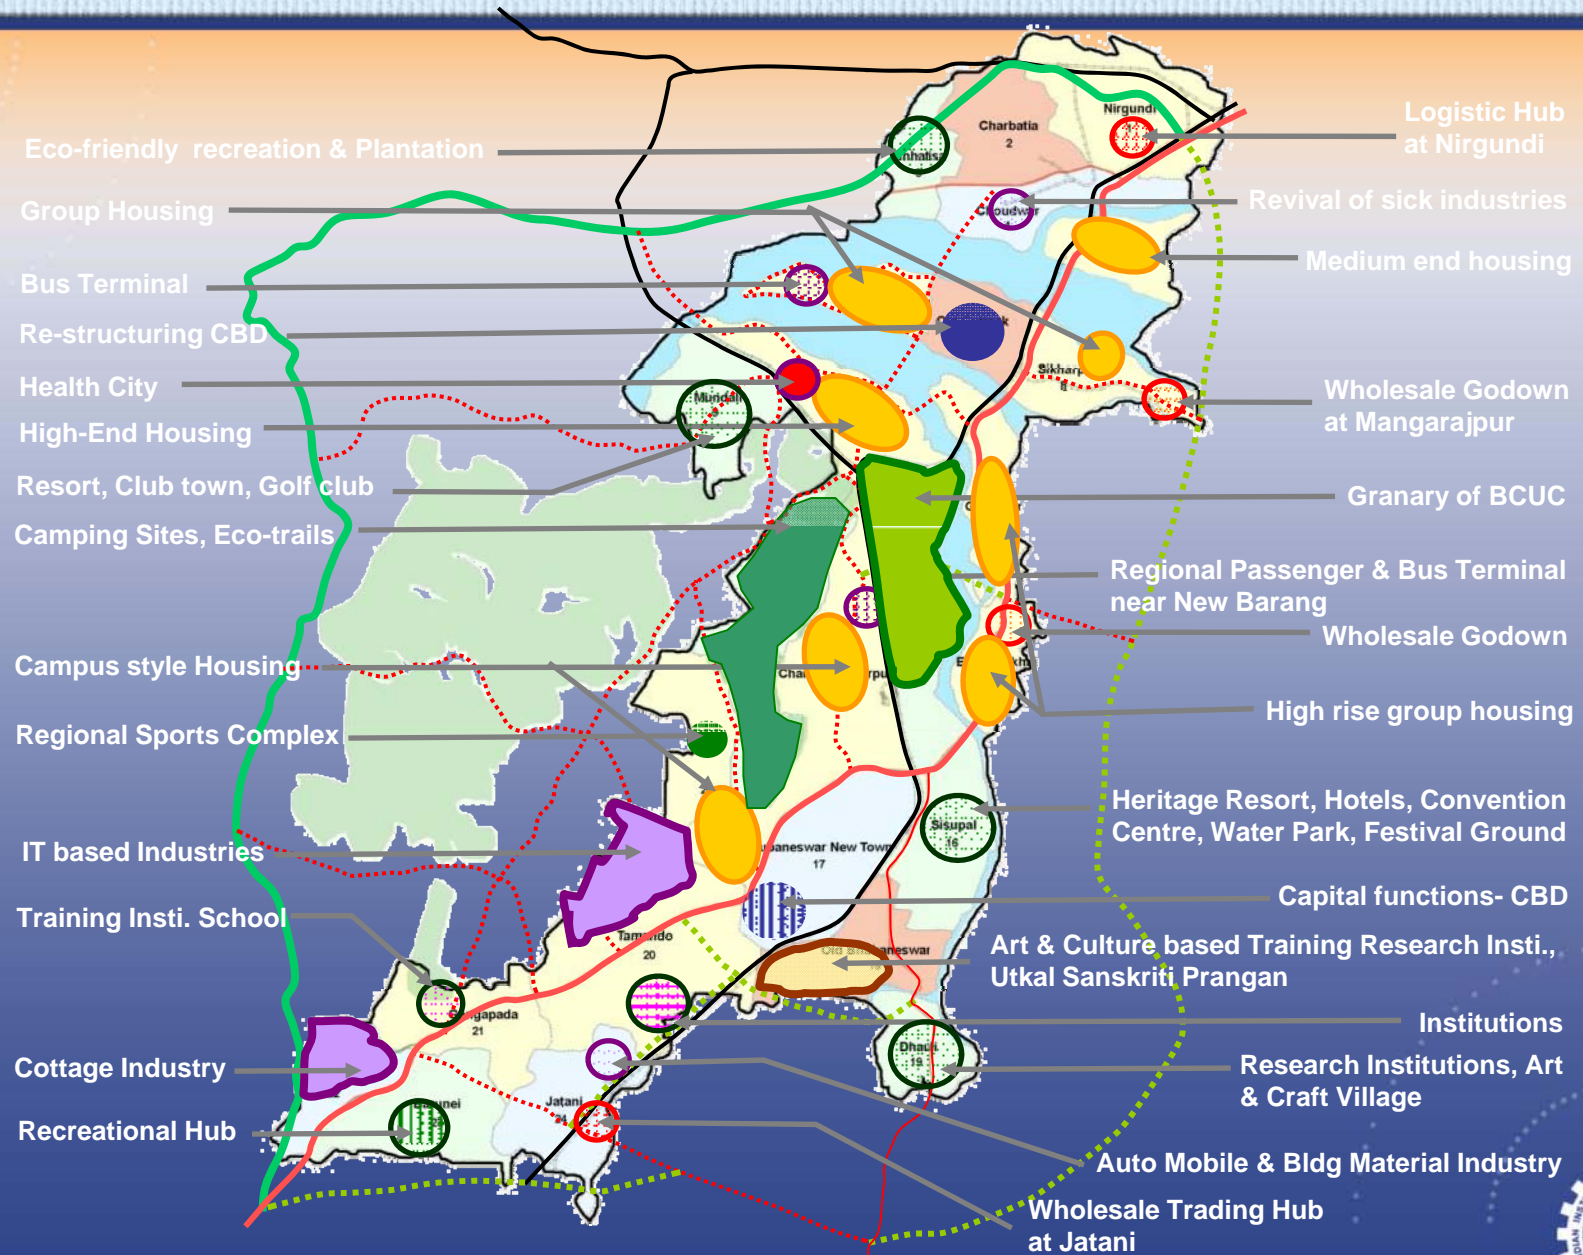 Eco-friendly recreation & Plantation
Group Housing
Bus Terminal
Re-structuring CBD
Health City
High-End Housing
Resort, Club town, Golf club
Camping Sites, Eco-trails
Campus style Housing
Regional Sports Complex
IT based Industries
Training Insti. School
Cottage Industry
Recreational Hub
Charbatia
2
Nirgundi
Choudwar
Mundali
9
Sisupal
16
New Town
17
Tamando
20
21
Old Bhubaneswar
Dhauli
19
Jatani
24
Logistic Hub
at Nirgundi
Revival of sick industries
Medium end housing
Wholesale Godown
at Mangarajpur
Granary of BCUC
Regional Passenger & Bus Terminal
near New Barang
Wholesale Godown
High rise group housing
Heritage Resort, Hotels, Convention
Centre, Water Park, Festival Ground
Capital functions- CBD
Art & Culture based Training Research Insti.,
Utkal Sanskriti Prangan
Institutions
Research Institutions, Art
& Craft Village
Auto Mobile & Bldg Material Industry
Wholesale Trading Hub
at Jatani